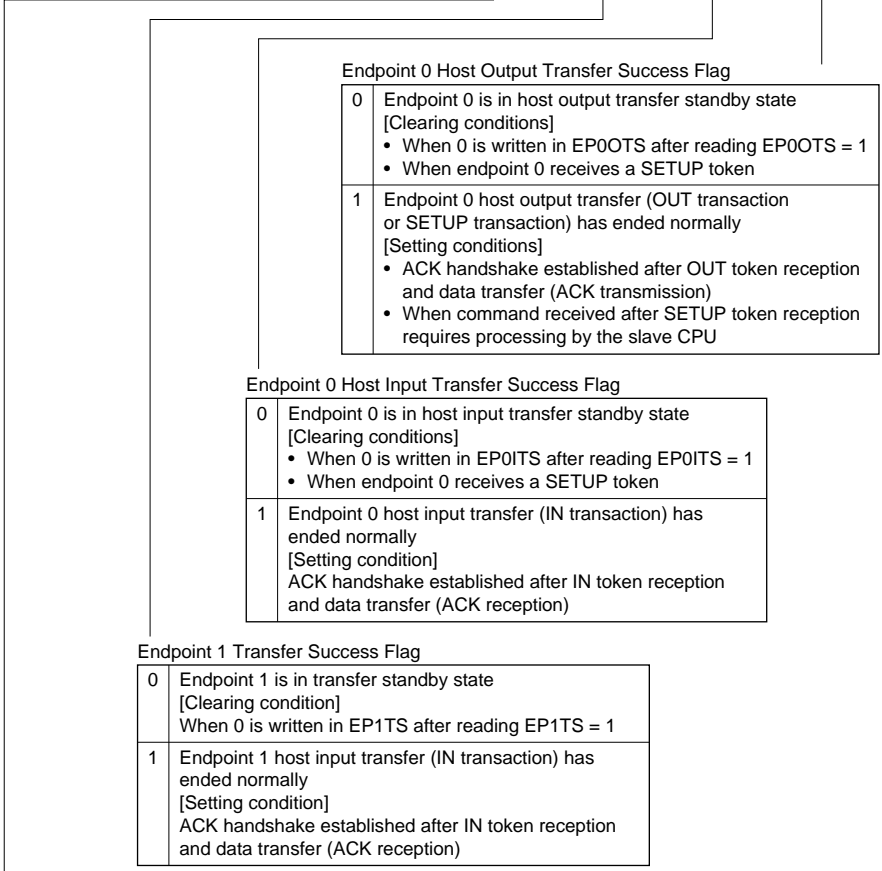 Endpoint 0 Host Output Transfer Success Flag
0 Endpoint 0 is in host output transfer standby state
[Clearing conditions]
• When 0 is written in EP0OTS after reading EP0OTS = 1
• When endpoint 0 receives a SETUP token
1 Endpoint 0 host output transfer (OUT transaction
or SETUP transaction) has ended normally
[Setting conditions]
• ACK handshake established after OUT token reception
and data transfer (ACK transmission)
• When command received after SETUP token reception
requires processing by the slave CPU
Endpoint 0 Host Input Transfer Success Flag
0 Endpoint 0 is in host input transfer standby state
[Clearing conditions]
• When 0 is written in EP0ITS after reading EP0ITS = 1
• When endpoint 0 receives a SETUP token
1 Endpoint 0 host input transfer (IN transaction) has
ended normally
[Setting condition]
ACK handshake established after IN token reception
and data transfer (ACK reception)
Endpoint 1 Transfer Success Flag
0 Endpoint 1 is in transfer standby state
[Clearing condition]
When 0 is written in EP1TS after reading EP1TS = 1
1 Endpoint 1 host input transfer (IN transaction) has
ended normally
[Setting condition]
ACK handshake established after IN token reception
and data transfer (ACK reception)